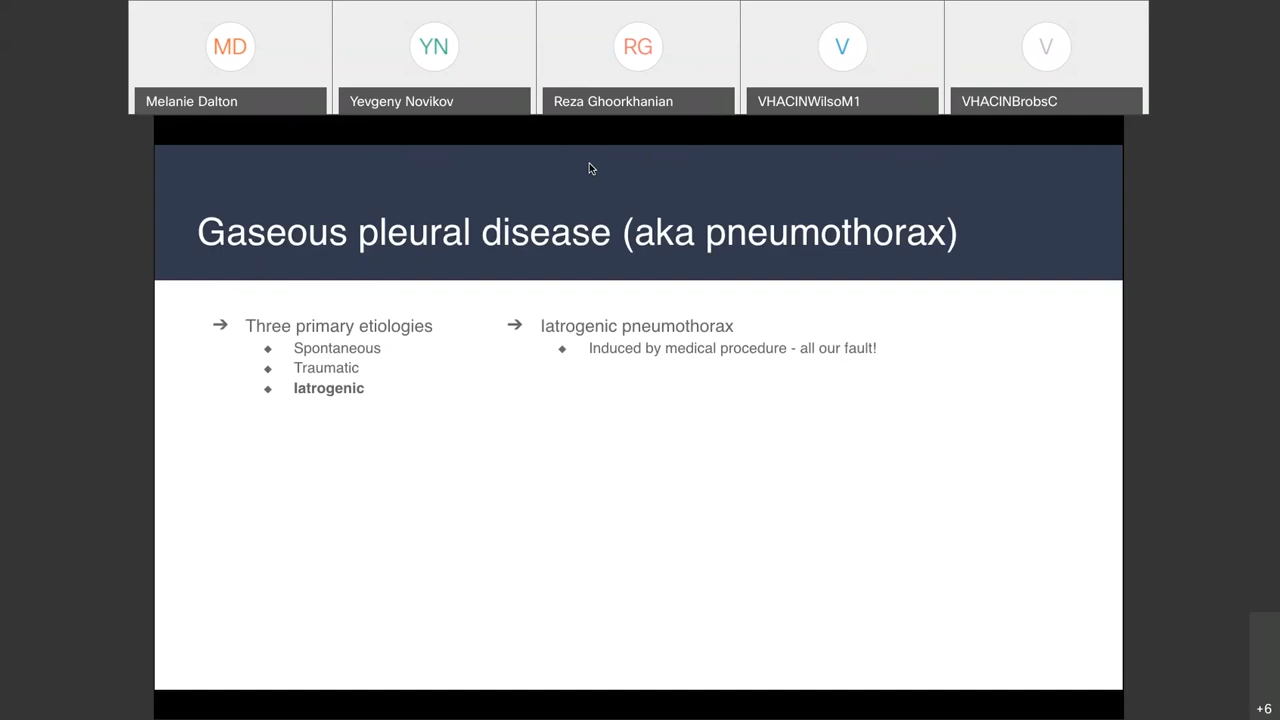 MD
YN
RG
V
V
Melanie Dalton
Yevgeny Novikov
Reza Ghoorkhanian
VHACINWilsoM1
VHACINBrobsC
Gaseous pleural disease (aka pneumothorax)
Three primary etiologies
Spontaneous
Traumatic
Iatrogenic
Iatrogenic pneumothorax
Induced by medical procedure - all our fault!
+6